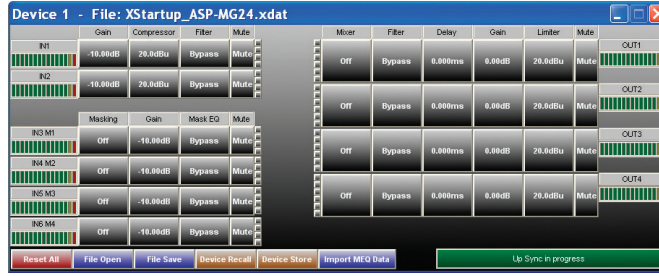 Device 1 - File: XStartup_ASP-MG24.xdat
Gain Compressor Filter Mute
IN1 -10.00dB 20.0dBu Bypass Mute
IN2 -10.00dB 20.0dBu Bypass Mute
Masking Gain Mask EQ Mute
IN3 M1 Off -10.00dB Bypass Mute
IN4 M2 Off -10.00dB Bypass Mute
IN5 M3 Off -10.00dB Bypass Mute
IN6 M4 Off -10.00dB Bypass Mute
Mixer Filter Delay Gain Limiter Mute
Off Bypass 0.000ms 0.00dB 20.0dBu Mute OUT1
Off Bypass 0.000ms 0.00dB 20.0dBu Mute OUT2
Off Bypass 0.000ms 0.00dB 20.0dBu Mute OUT3
Off Bypass 0.000ms 0.00dB 20.0dBu Mute OUT4
Reset All File Open File Save Device Recall Device Store Import MEQ Data Up Sync in progress